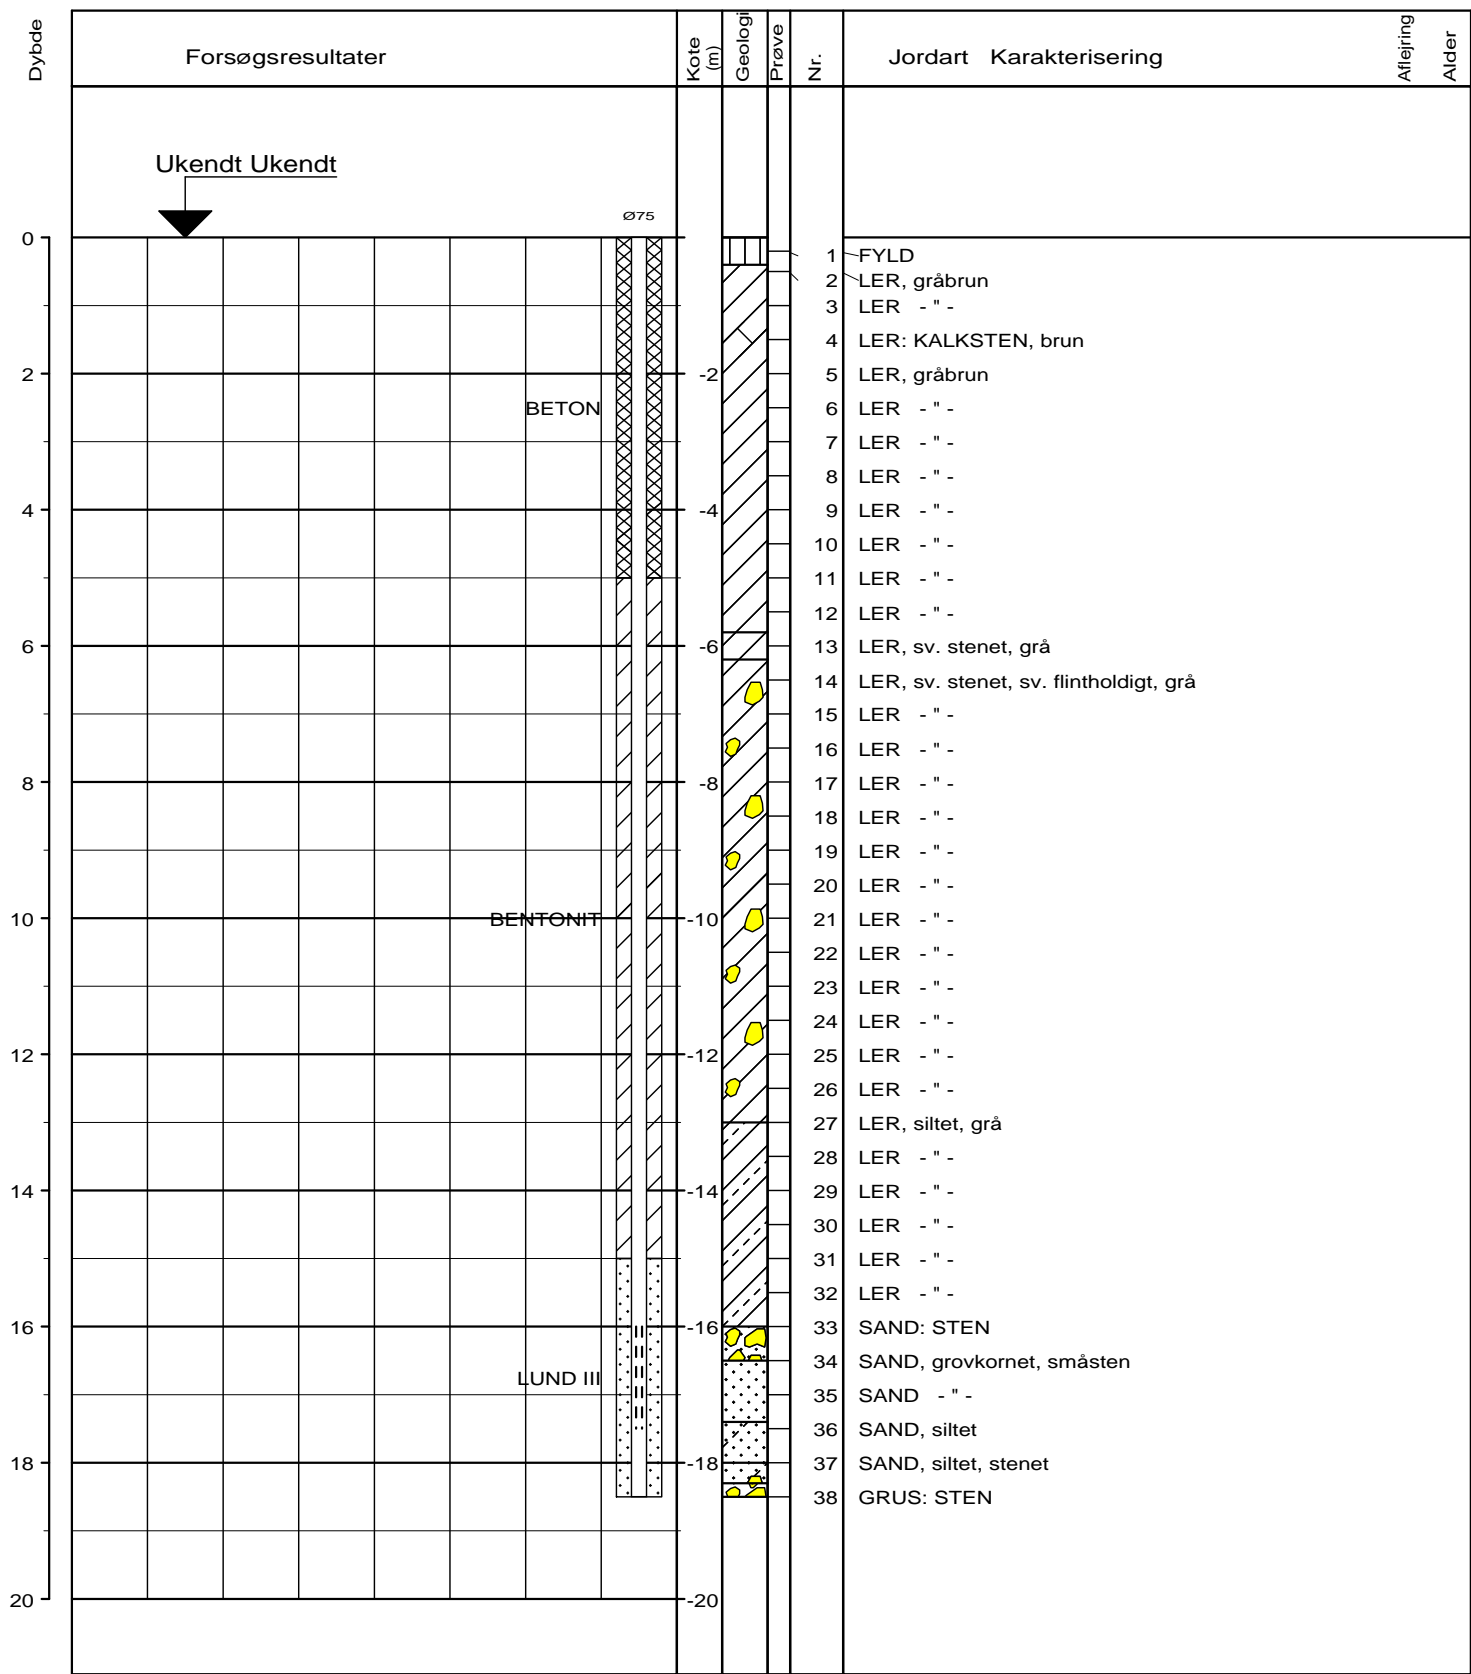 Dybde
Forsøgsresultater
Kote
(m)
Geologi
Prøve
Nr.
Jordart Karakterisering
Aflejring
Alder
Ukendt Ukendt
Ø75
0
1 FYLD
2 LER, gråbrun
3 LER - " -
4 LER: KALKSTEN, brun
2 -2 5 LER, gråbrun
BETON 6 LER - " -
7 LER - " -
8 LER - " -
4 -4 9 LER - " -
10 LER - " -
11 LER - " -
12 LER - " -
6 -6 13 LER, sv. stenet, grå
14 LER, sv. stenet, sv. flintholdigt, grå
15 LER - " -
16 LER - " -
8 -8 17 LER - " -
18 LER - " -
19 LER - " -
20 LER - " -
10 BENTONIT -10 21 LER - " -
22 LER - " -
23 LER - " -
24 LER - " -
12 -12 25 LER - " -
26 LER - " -
27 LER, siltet, grå
28 LER - " -
14 -14 29 LER - " -
30 LER - " -
31 LER - " -
32 LER - " -
16 -16 33 SAND: STEN
34 SAND, grovkornet, småsten
LUND III 35 SAND - " -
36 SAND, siltet
18 -18 37 SAND, siltet, stenet
38 GRUS: STEN
20 -20